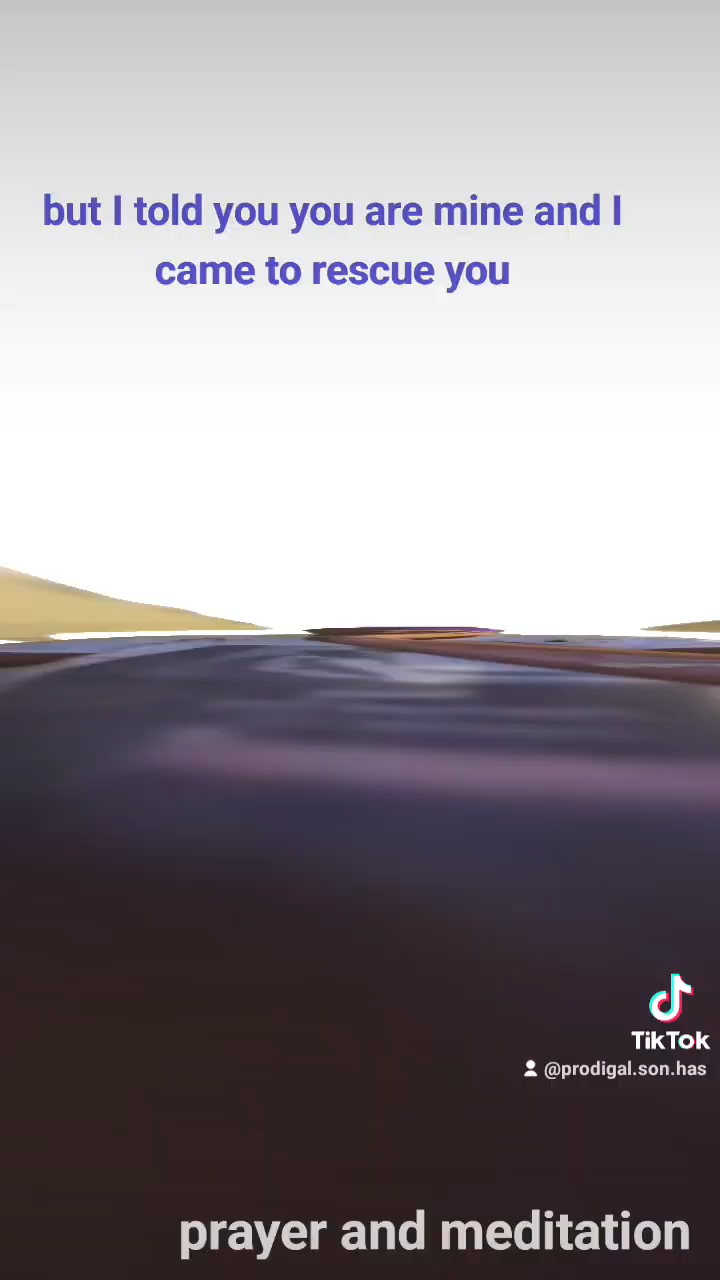 but I told you you are mine and I
came to rescue you
TikTok
@prodigal.son.has
prayer and meditation